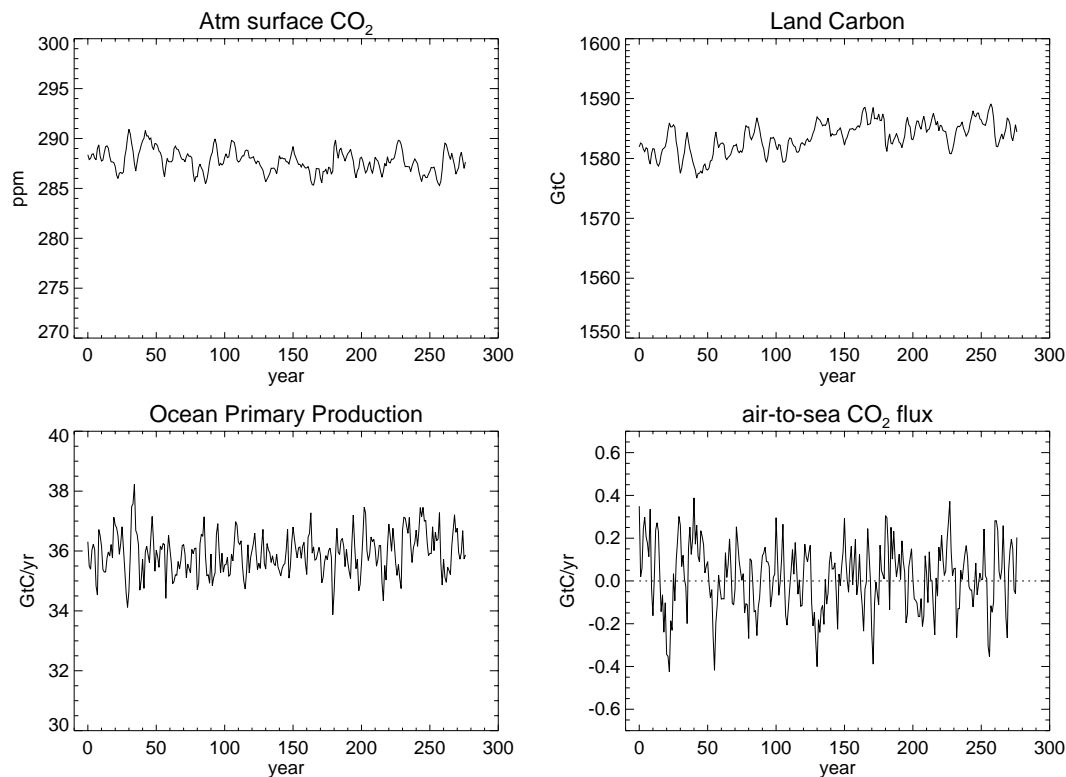 Atm surface CO₂
300
295
290
285
280
275
270
ppm
0 50 100 150 200 250 300
year
Land Carbon
1600
1590
1580
1570
1560
1550
GtC
0 50 100 150 200 250 300
year
Ocean Primary Production
40
38
36
34
32
30
GtC/yr
0 50 100 150 200 250 300
year
air-to-sea CO₂ flux
0.6
0.4
0.2
0.0
-0.2
-0.4
-0.6
GtC/yr
0 50 100 150 200 250 300
year